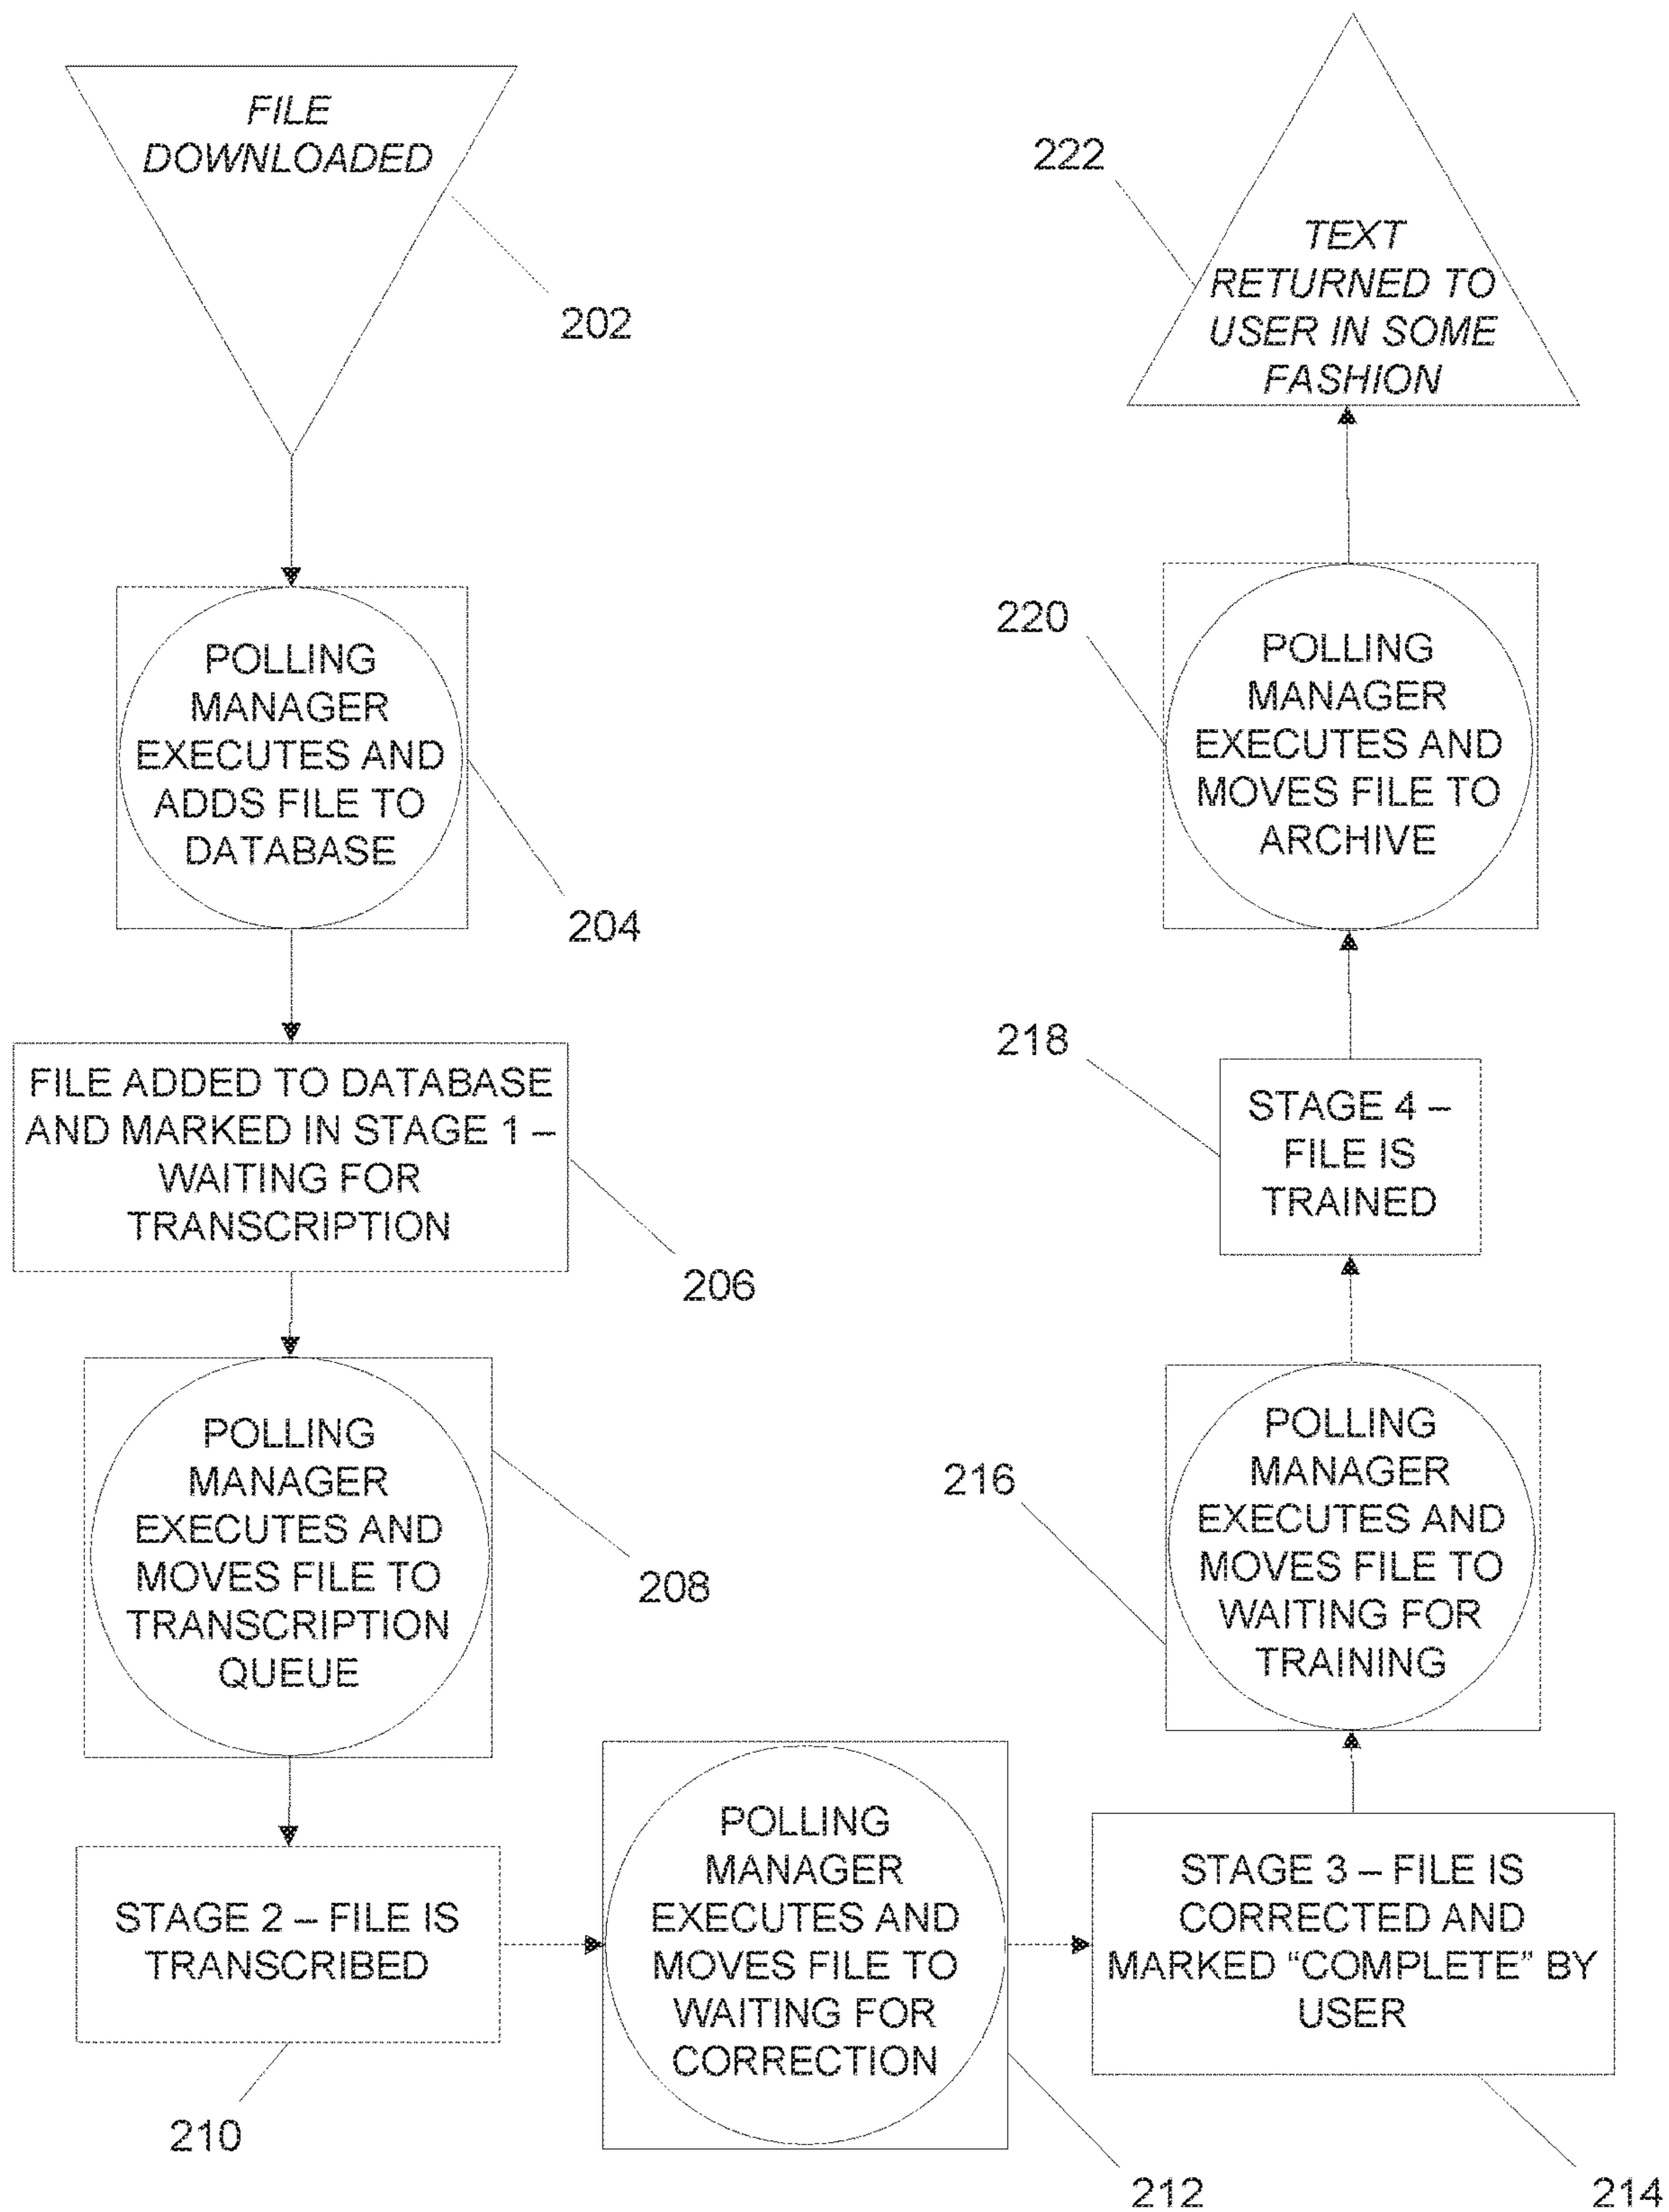 FILE
DOWNLOADED
202
POLLING
MANAGER
EXECUTES AND
ADDS FILE TO
DATABASE
204
FILE ADDED TO DATABASE
AND MARKED IN STAGE 1 –
WAITING FOR
TRANSCRIPTION
206
POLLING
MANAGER
EXECUTES AND
MOVES FILE TO
TRANSCRIPTION
QUEUE
208
STAGE 2 – FILE IS
TRANSCRIBED
210
POLLING
MANAGER
EXECUTES AND
MOVES FILE TO
WAITING FOR
CORRECTION
212
STAGE 3 – FILE IS
CORRECTED AND
MARKED “COMPLETE” BY
USER
214
POLLING
MANAGER
EXECUTES AND
MOVES FILE TO
WAITING FOR
TRAINING
216
STAGE 4 –
FILE IS
TRAINED
218
POLLING
MANAGER
EXECUTES AND
MOVES FILE TO
ARCHIVE
220
TEXT
RETURNED TO
USER IN SOME
FASHION
222